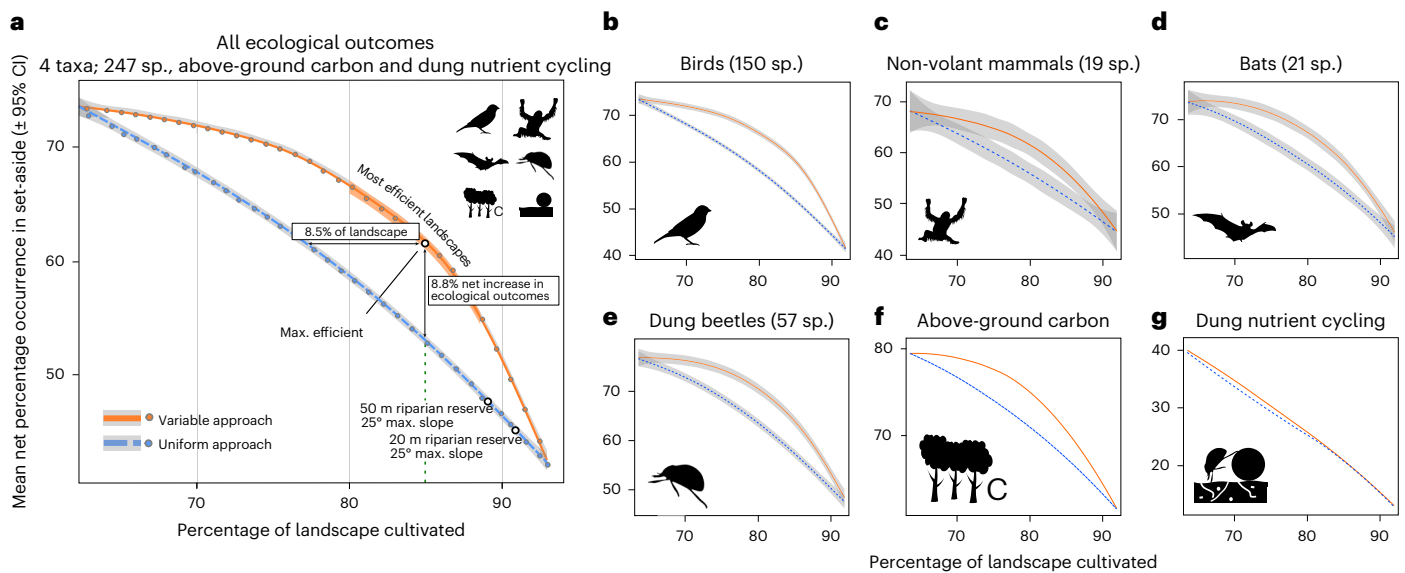 a
All ecological outcomes
4 taxa; 247 sp., above-ground carbon and dung nutrient cycling
Mean net percentage occurrence in set-aside (± 95% CI)
70
60
50
Most efficient landscapes
8.5% of landscape
8.8% net increase in
ecological outcomes
Max. efficient
50 m riparian reserve
25° max. slope
20 m riparian reserve
25° max. slope
Variable approach
Uniform approach
C
70
80
90
Percentage of landscape cultivated
b
Birds (150 sp.)
70
60
50
40
70
80
90
c
Non-volant mammals (19 sp.)
70
60
50
40
70
80
90
d
Bats (21 sp.)
70
60
50
70
80
90
e
Dung beetles (57 sp.)
70
60
50
70
80
90
f
Above-ground carbon
80
70
C
70
80
90
g
Dung nutrient cycling
40
30
20
70
80
90
Percentage of landscape cultivated